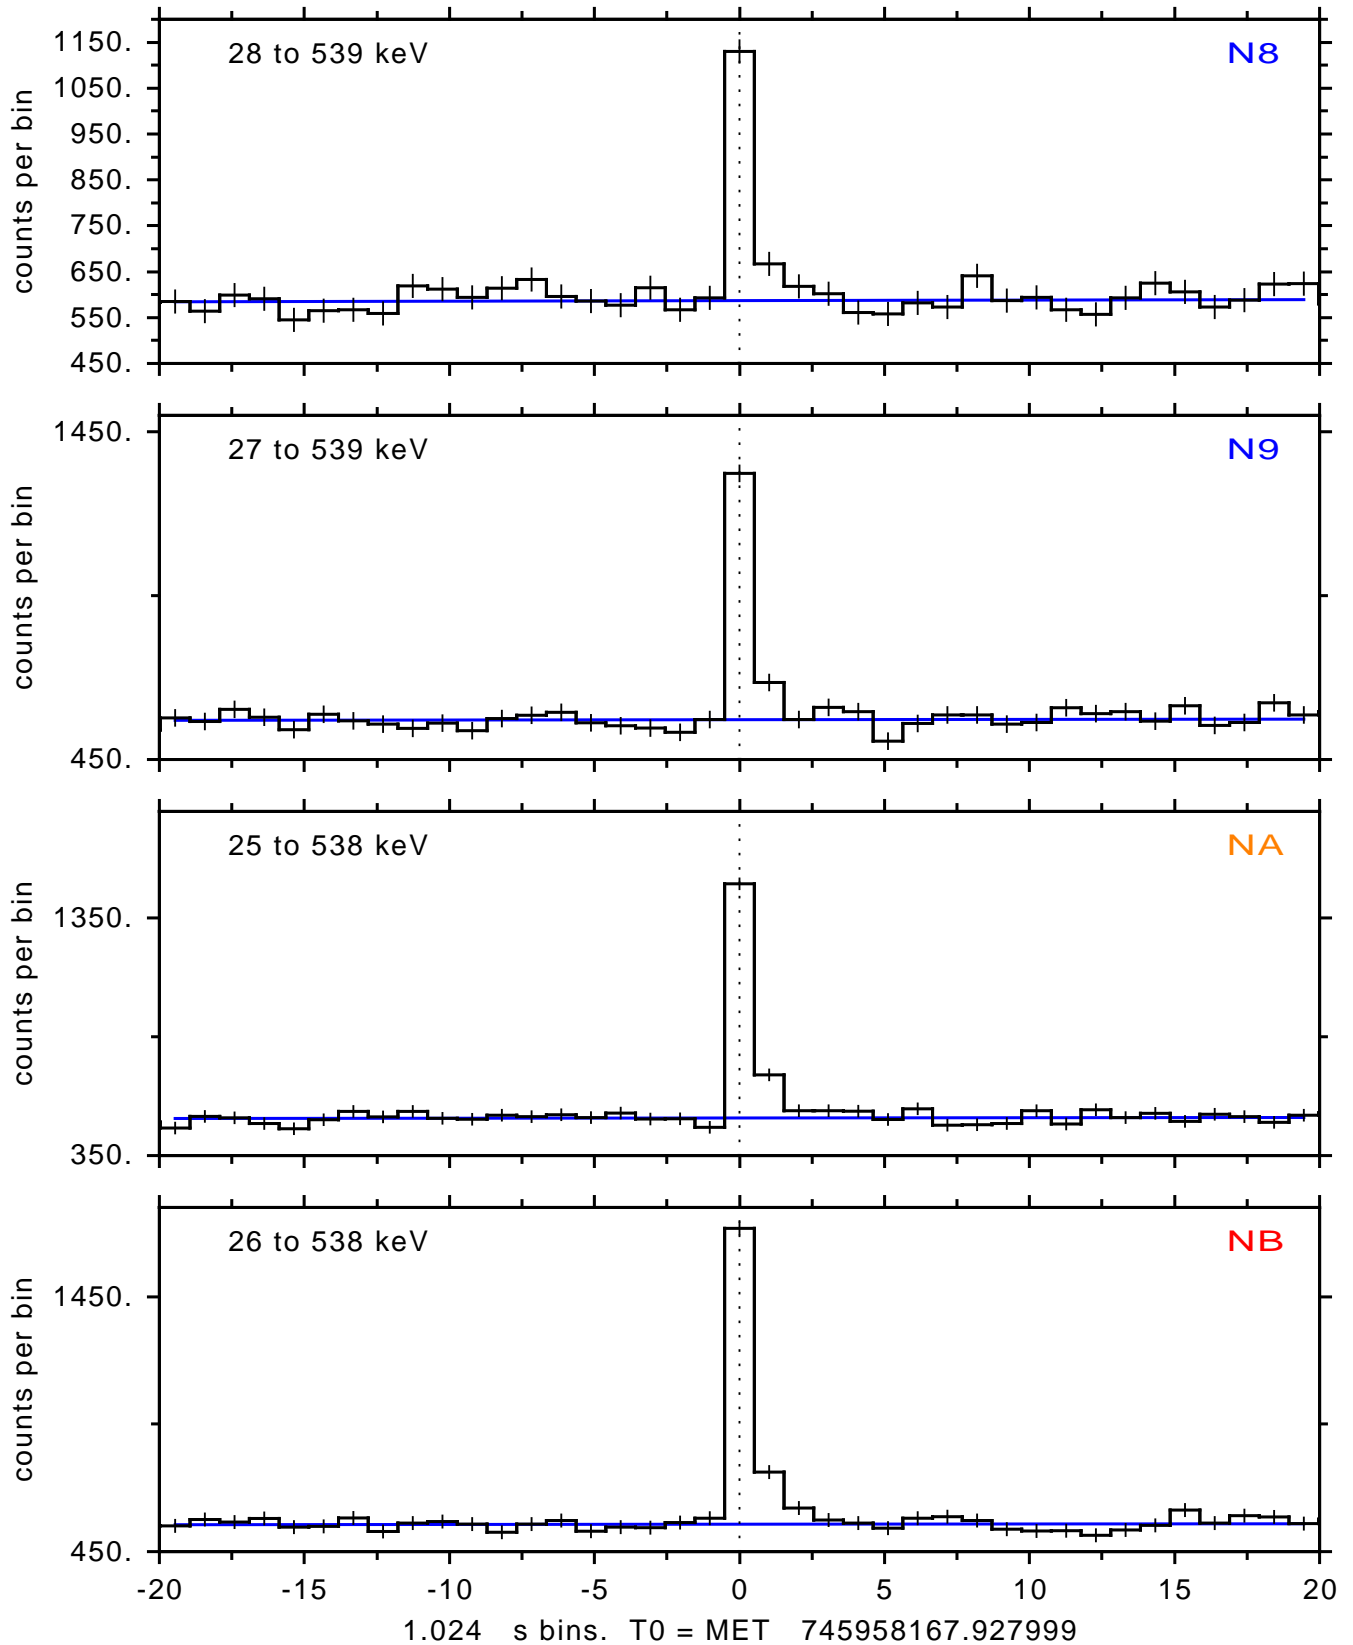 28 to 539 keV N8
1150.
1050.
950.
850.
750.
650.
550.
450.
counts per bin
27 to 539 keV N9
1450.
450.
counts per bin
25 to 538 keV NA
1350.
350.
counts per bin
26 to 538 keV NB
1450.
450.
counts per bin
-20 -15 -10 -5 0 5 10 15 20
1.024 s bins. T0 = MET 745958167.927999